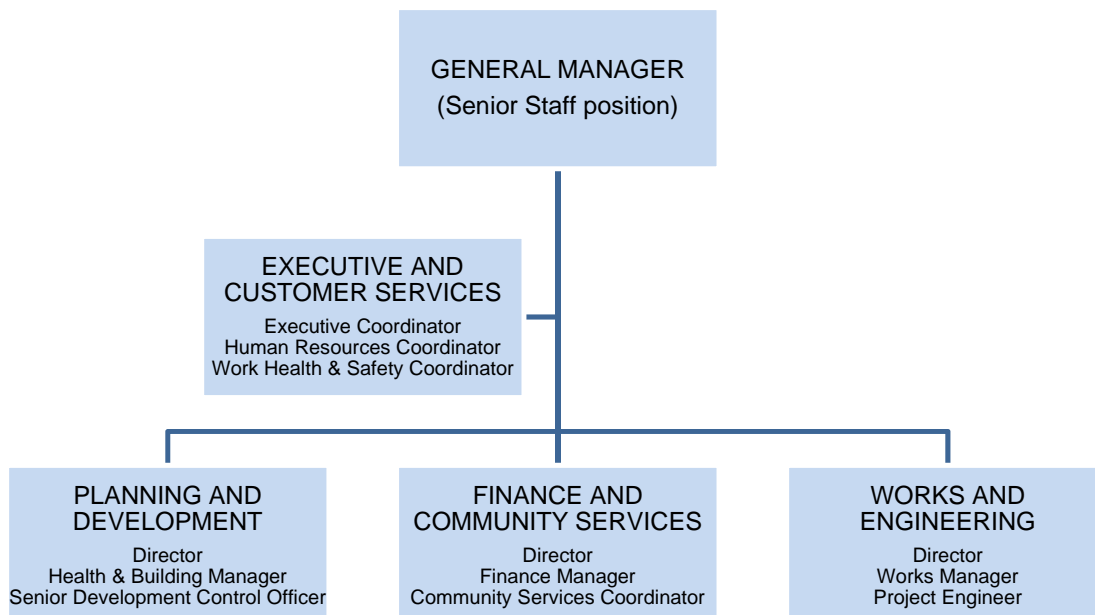 GENERAL MANAGER
(Senior Staff position)
EXECUTIVE AND
CUSTOMER SERVICES
Executive Coordinator
Human Resources Coordinator
Work Health & Safety Coordinator
PLANNING AND
DEVELOPMENT
Director
Health & Building Manager
Senior Development Control Officer
FINANCE AND
COMMUNITY SERVICES
Director
Finance Manager
Community Services Coordinator
WORKS AND
ENGINEERING
Director
Works Manager
Project Engineer